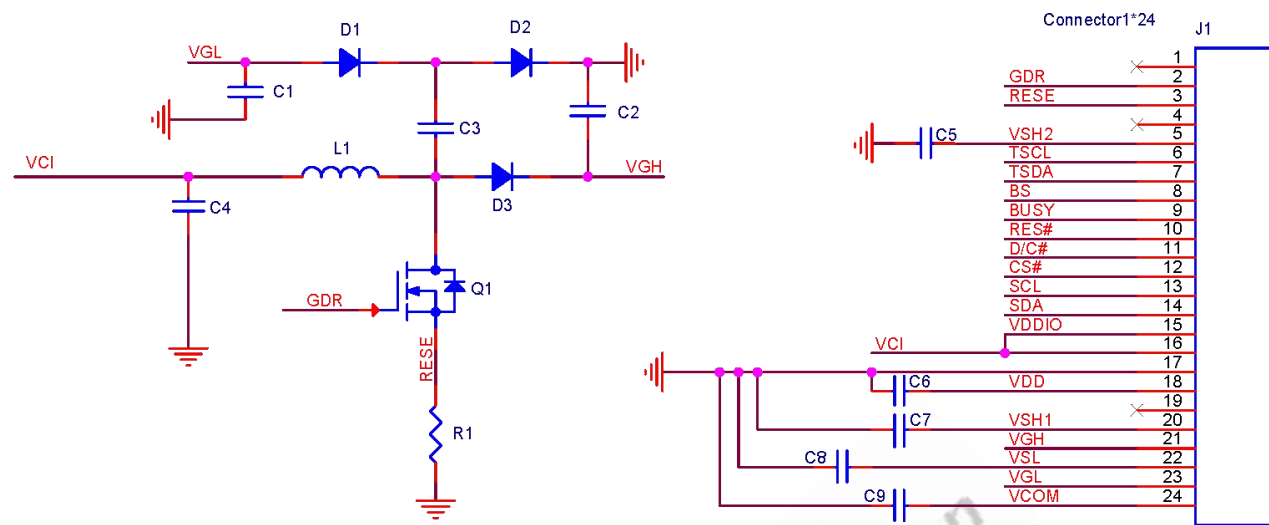 Connector1*24
J1
D1
D2
VGL
C1
C2
C3
L1
VCI
VGH
D3
C4
Q1
GDR
RESE
R1
1
GDR 2
RESE 3
4
C5 VSH2 5
TSCL 6
TSDA 7
BS 8
BUSY 9
RES# 10
D/C# 11
CS# 12
SCL 13
SDA 14
VDDIO 15
VCI 16
17
C6 VDD 18
19
C7 VSH1 20
VGH 21
C8 VSL 22
VGL 23
C9 VCOM 24